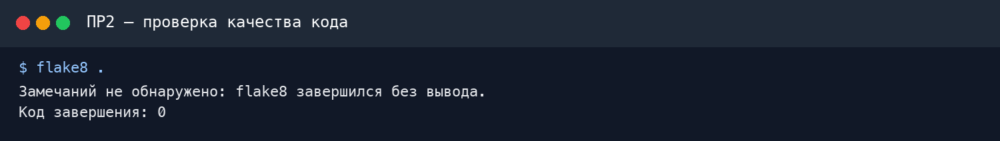 ПР2 — проверка качества кода
$ flake8 .
Замечаний не обнаружено: flake8 завершился без вывода.
Код завершения: 0